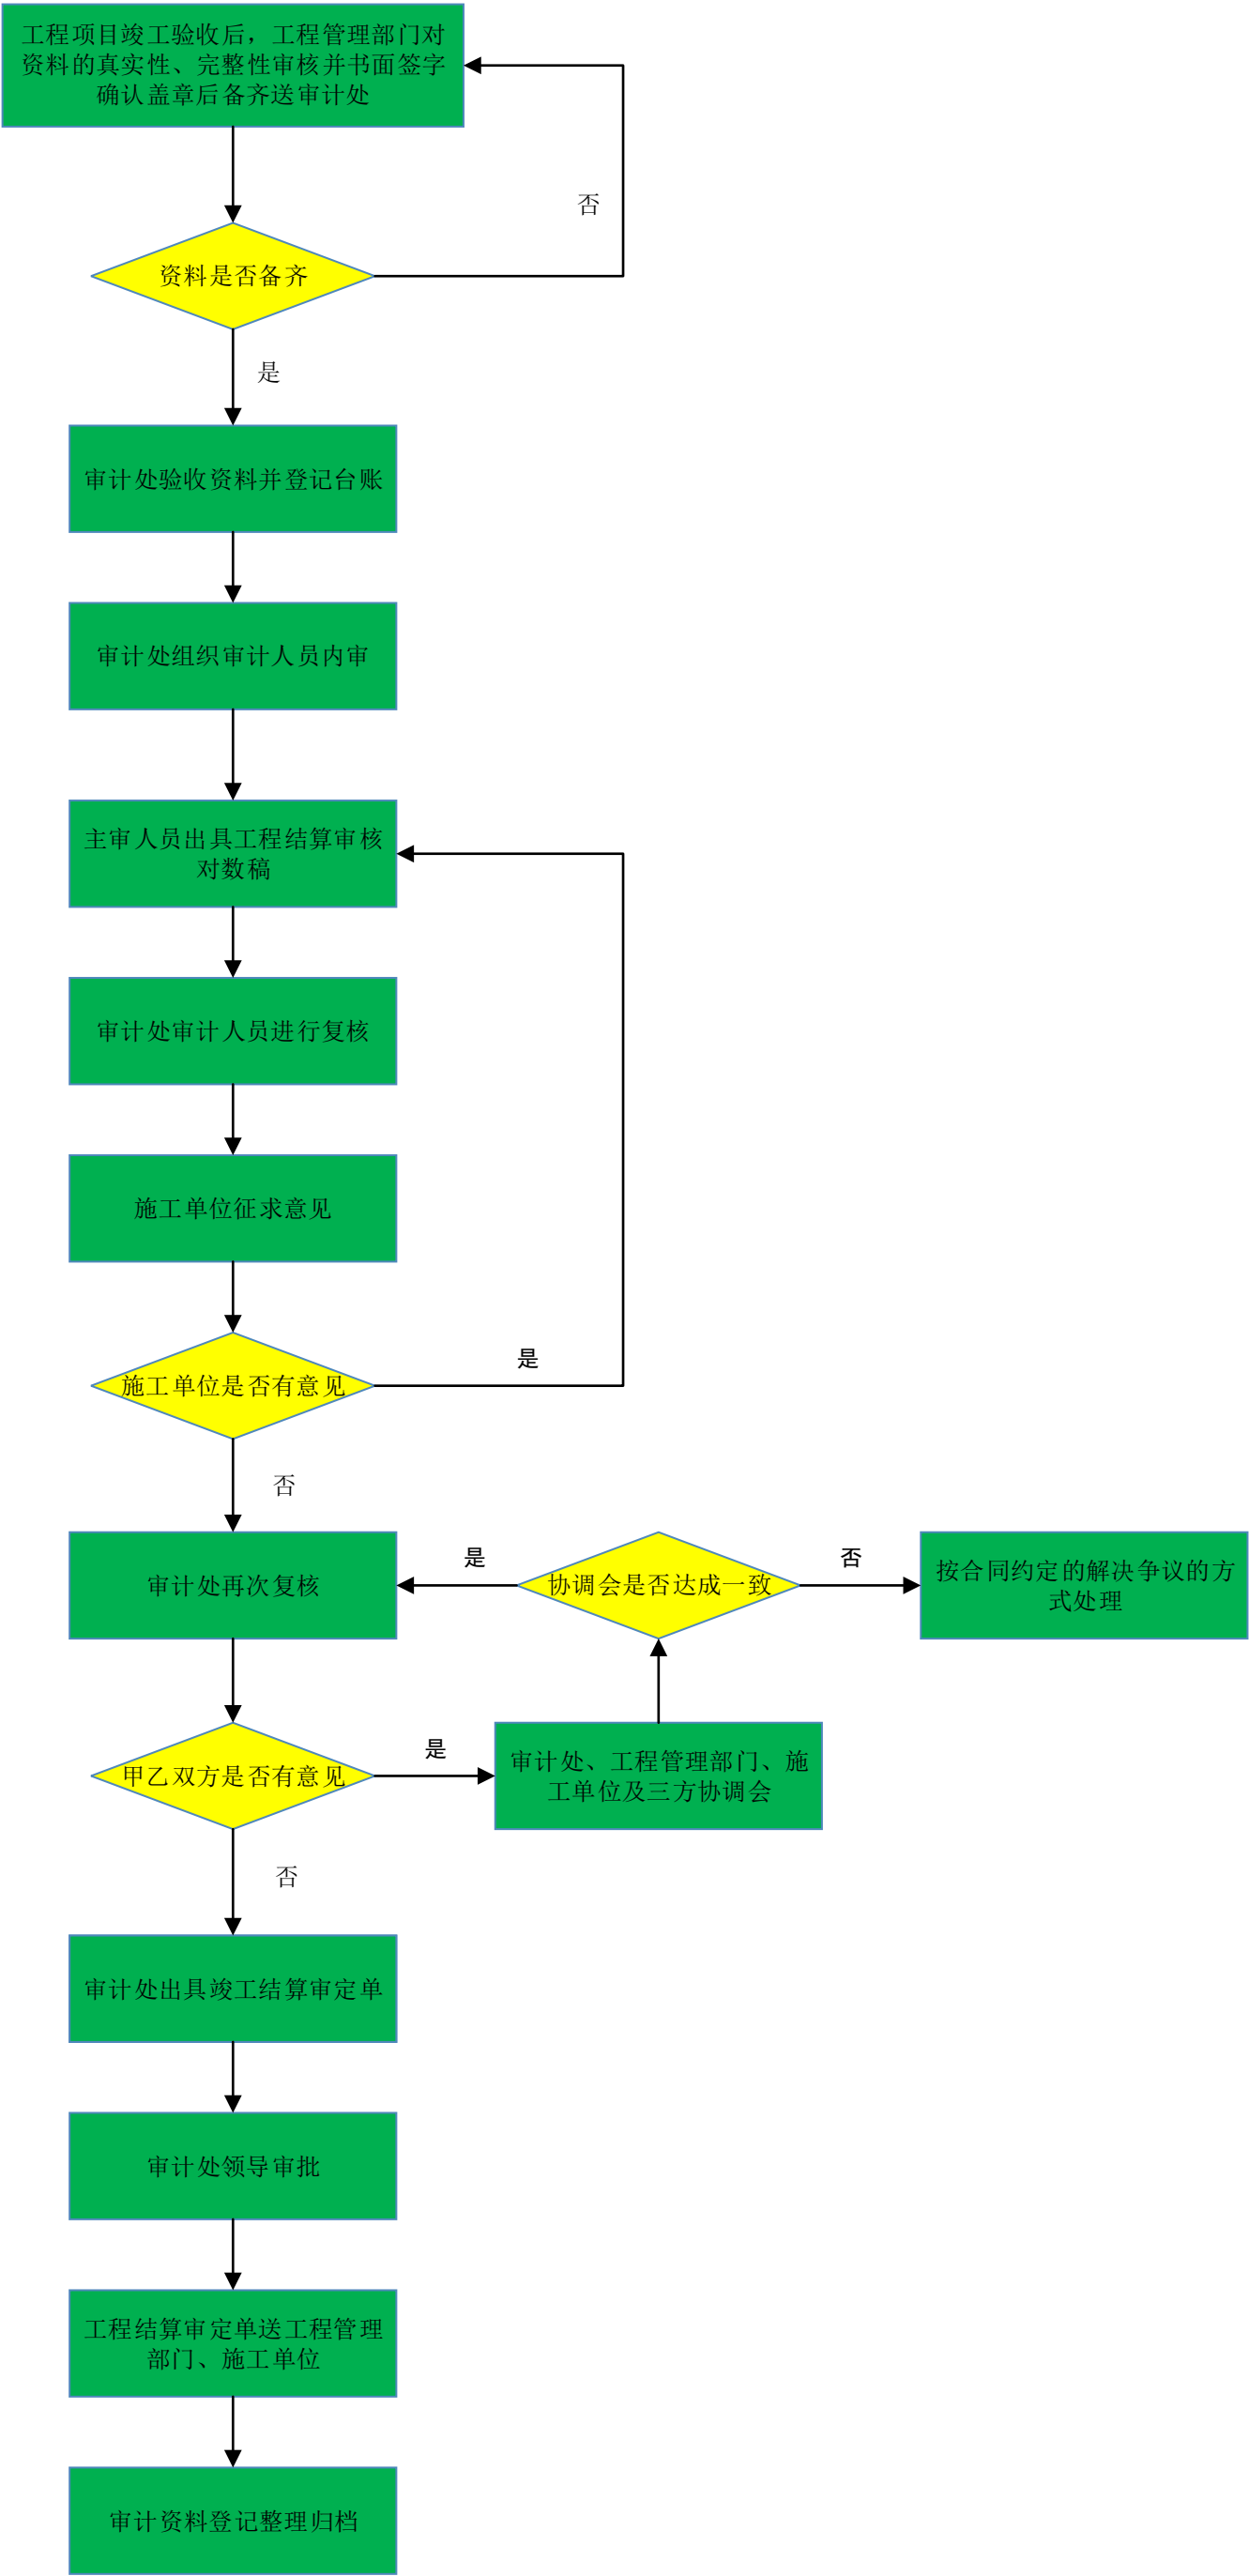 工程项目竣工验收后，工程管理部门对
资料的真实性、完整性审核并书面签字
确认盖章后备齐送审计处
否
资料是否备齐
是
审计处验收资料并登记台账
审计处组织审计人员内审
主审人员出具工程结算审核
对数稿
审计处审计人员进行复核
施工单位征求意见
是
施工单位是否有意见
否
审计处再次复核
是
协调会是否达成一致
否
按合同约定的解决争议的方
式处理
甲乙双方是否有意见
是
审计处、工程管理部门、施
工单位及三方协调会
否
审计处出具竣工结算审定单
审计处领导审批
工程结算审定单送工程管理
部门、施工单位
审计资料登记整理归档